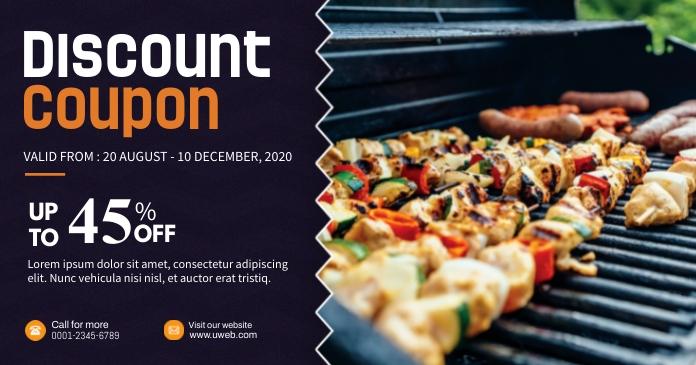 Discount
Coupon
VALID FROM : 20 AUGUST - 10 DECEMBER, 2020
UP TO 45% OFF
Lorem ipsum dolor sit amet, consectetur adipiscing
elit. Nunc vehicula nisi nisl, et auctor erat tristiq.
Call for more
0001-2345-6789
Visit our website
www.uweb.com